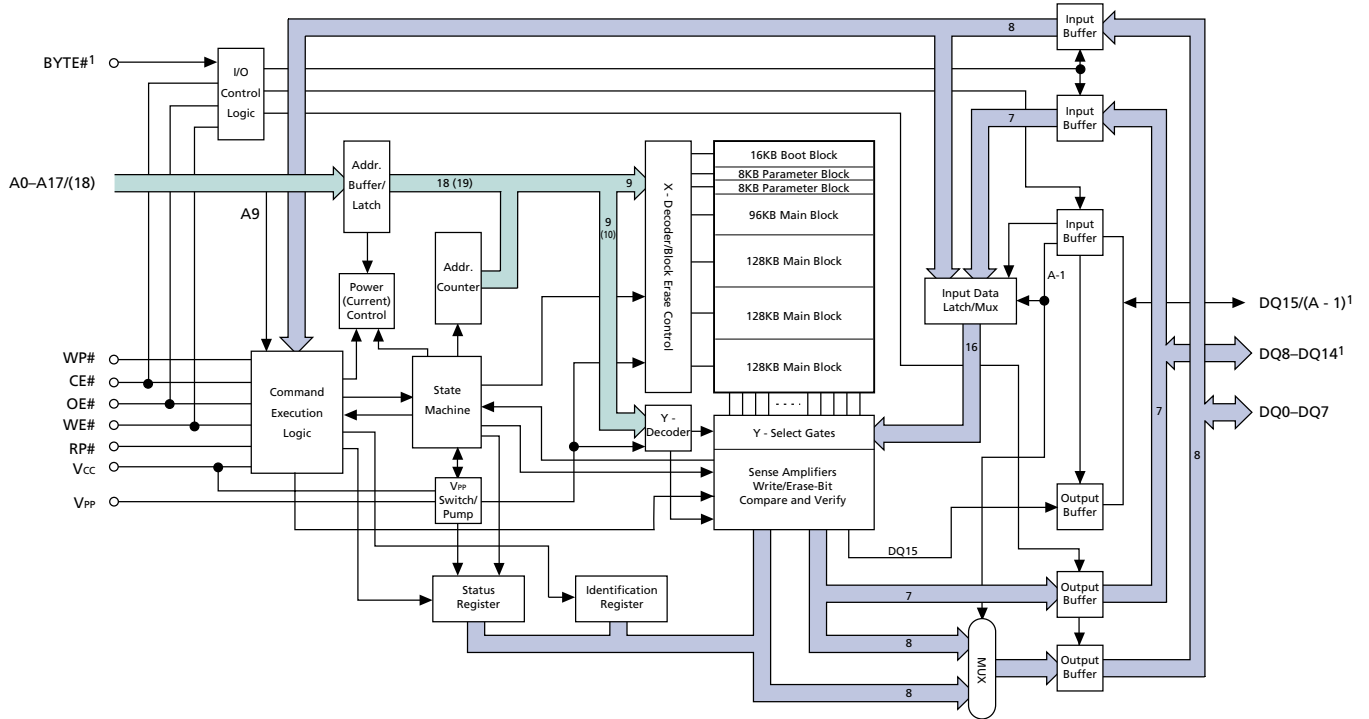 Input
Buffer
8
BYTE#1
I/O
Control
Logic
Input
Buffer
7
16KB Boot Block
8KB Parameter Block
8KB Parameter Block
96KB Main Block
128KB Main Block
128KB Main Block
128KB Main Block
X - Decoder/Block Erase Control
Addr.
Buffer/
Latch
A0–A17/(18)
18 (19)
9
9
(10)
A9
Input
Buffer
A-1
Addr.
Counter
Power
(Current)
Control
Input Data
Latch/Mux
DQ15/(A - 1)1
16
DQ8–DQ141
WP#
CE#
OE#
WE#
RP#
VCC
VPP
Command
Execution
Logic
State
Machine
DQ0–DQ7
7
8
Y -
Decoder
Y - Select Gates
Sense Amplifiers
Write/Erase-Bit
Compare and Verify
VPP
Switch/
Pump
Output
Buffer
DQ15
Status
Register
Identification
Register
7
Output
Buffer
8
MUX
Output
Buffer
8